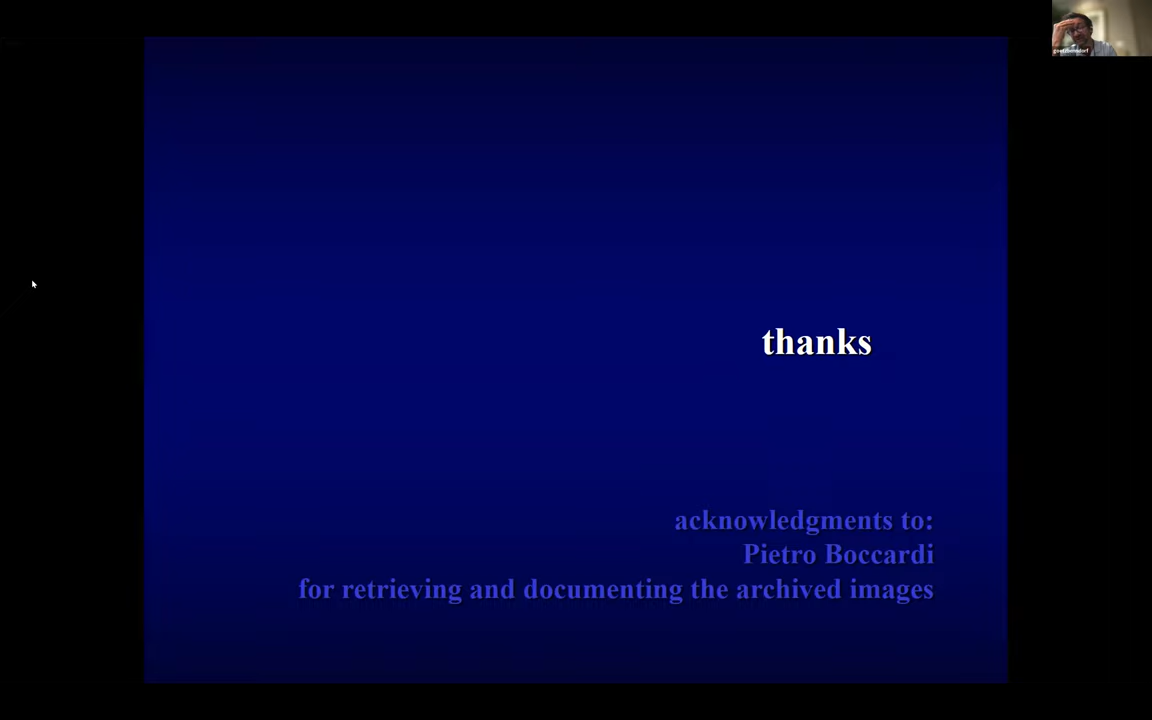 thanks
acknowledgments to:
Pietro Boccardi
for retrieving and documenting the archived images